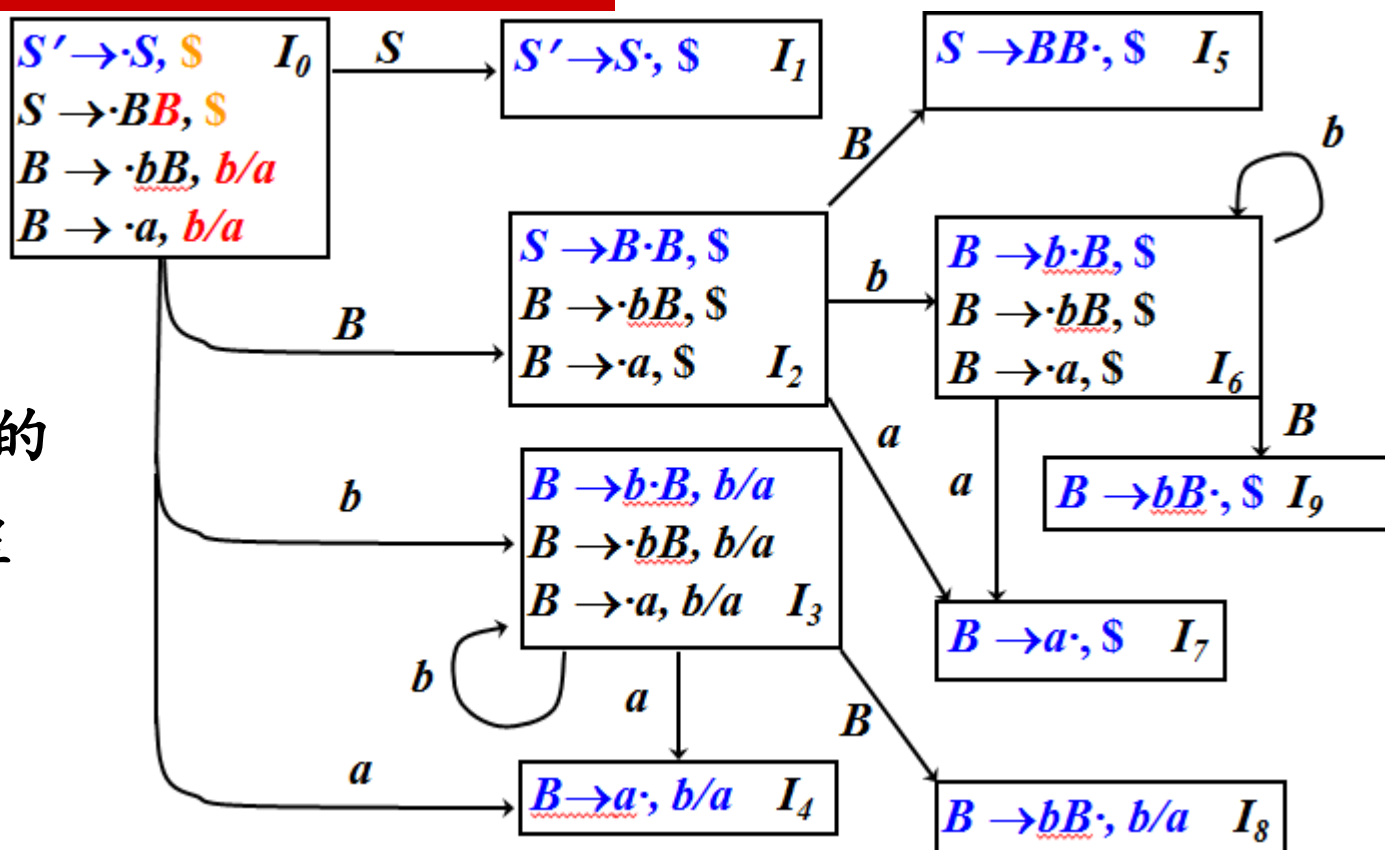 S′→·S, $ I0
S →·BB, $
B → ·bB, b/a
B → ·a, b/a
S
S′→S·, $ I1
S →BB·, $ I5
B
b
S →B·B, $
B →·bB, $
B →·a, $ I2
B
b
B →b·B, $
B →·bB, $
B →·a, $ I6
的
a
a
B
B →bB·, $ I9
b
B →b·B, b/a
B →·bB, b/a
B →·a, b/a I3
B →a·, $ I7
b
a
B
a
B→a·, b/a I4
B →bB·, b/a I8